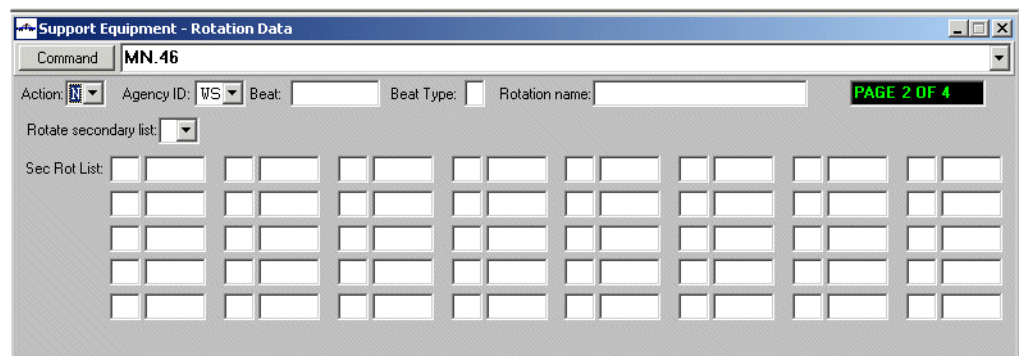 Support Equipment - Rotation Data
Command MN.46
Action: N Agency ID: WS Beat: Beat Type: Rotation name: PAGE 2 OF 4
Rotate secondary list:
Sec Rot List: